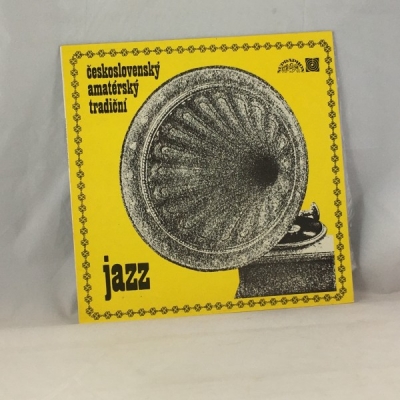 československý
amatérský
tradiční
jazz